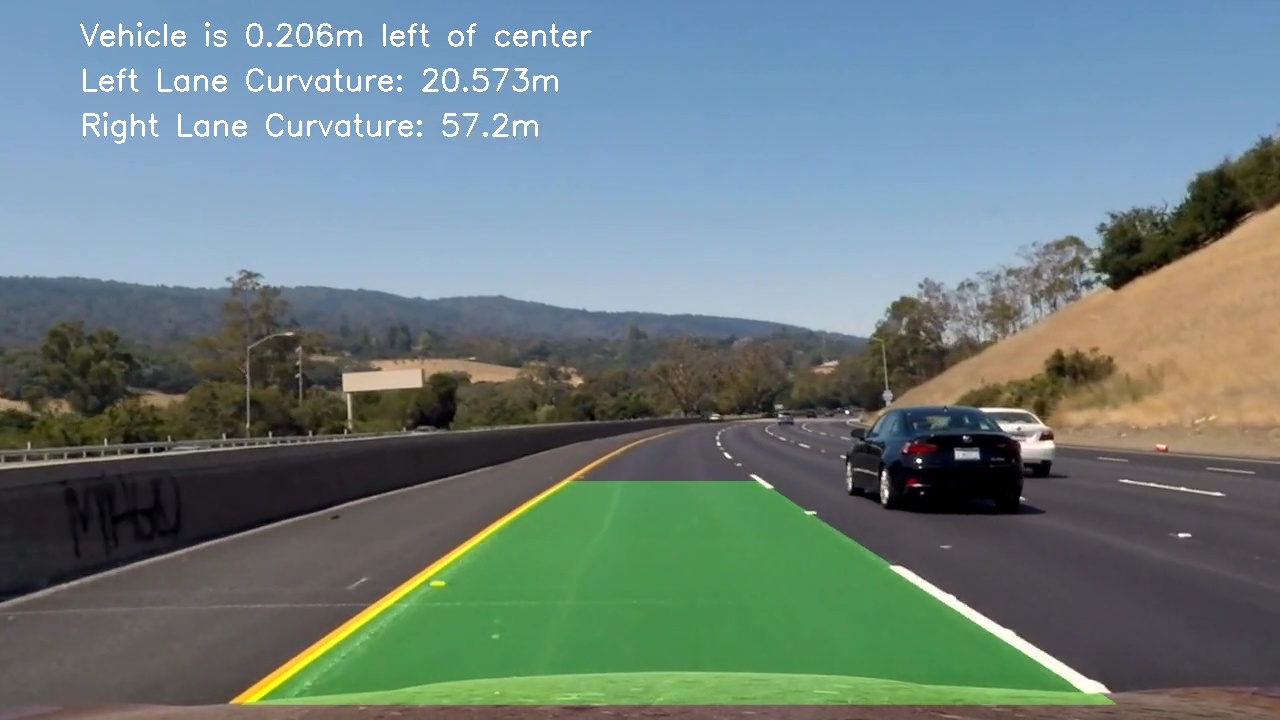 Vehicle is 0.206m left of center
Left Lane Curvature: 20.573m
Right Lane Curvature: 57.2m